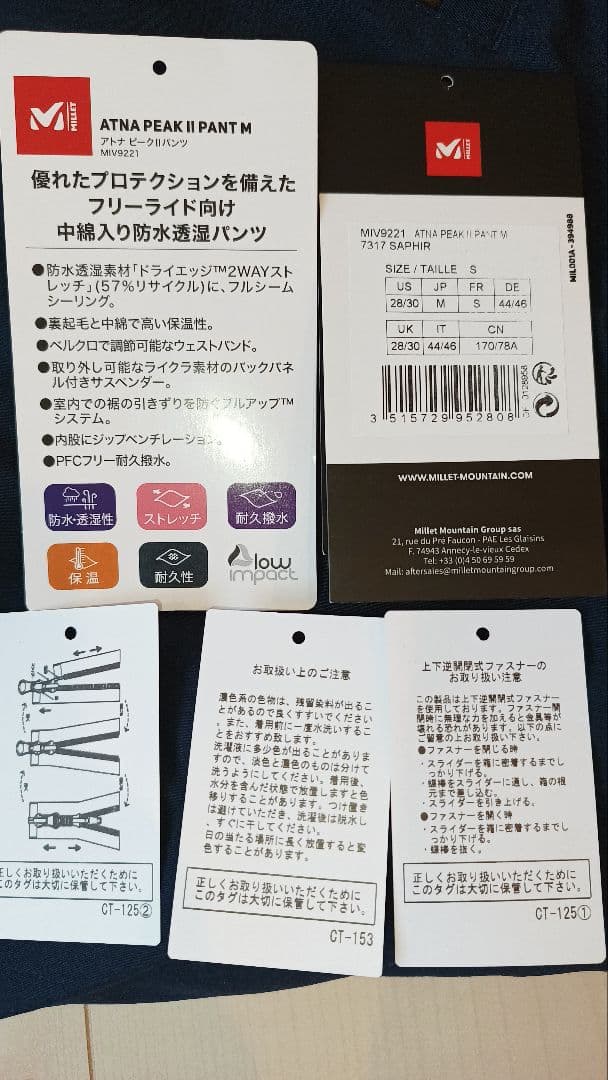 MILLET
ATNA PEAK II PANT M
アトナ ピークIIパンツ
MIV9221
優れたプロテクションを備えた
フリーライド向け
中綿入り防水透湿パンツ
●防水透湿素材「ドライエッジ™2WAYスト
レッチ」(57%リサイクル)に、フルシーム
シーリング。
●裏起毛と中綿で高い保温性。
●ベルクロで調節可能なウェストバンド。
●取り外し可能なライクラ素材のバックパネ
ル付きサスペンダー。
●室内での裾の引きずりを防ぐプルアップ™
システム。
●内股にジップベンチレーション。
●PFCフリー耐久撥水。
防水・透湿性
ストレッチ
耐久撥水
保温
耐久性
low
impact
MILLET
MIV9221 ATNA PEAK II PANT M
7317 SAPHIR
SIZE / TAILLE S
US JP FR DE
28/30 M S 44/46
UK IT CN
28/30 44/46 170/78A
3 515729 952808
OF 0128958
MIL001A - 394988
WWW.MILLET-MOUNTAIN.COM
Millet Mountain Group sas
21, rue du Pré Faucon - PAE Les Glaisins
F. 74943 Annecy-le-vieux Cedex
Tel: +33 (0)4 50 69 59 59
Mail: aftersales@milletmountaingroup.com
正しくお取り扱いいただくために
このタグは大切に保管して下さい。
CT-125②
お取扱い上のご注意
濃色系の色物は、残留染料が出るこ
とがあるので良くすすいでください
。また、着用前に一度水洗いするこ
とをおすすめ致します。
洗濯液に多少色が出ることがありま
すので、淡色と濃色のものは分けて
洗うようにしてください。着用後、
水分を含んだ状態で放置しますと色
移りすることがあります。つけ置き
は避けていただき、洗濯後は脱水し
、すぐに干してください。
日の当たる場所に長く放置すると変
色することがあります。
正しくお取り扱いいただくために
このタグは大切に保管して下さい。
CT-153
上下逆開閉式ファスナーの
お取り扱い注意
この製品は上下逆開閉式ファスナー
を使用しております。ファスナー開
閉時に無理な力を加えると金具等が
壊れる恐れがあります。以下の点に
ご留意の上お取り扱い下さい。
●ファスナーを閉じる時
・スライダーを箱に密着するまでし
っかり下げる。
・蝶棒をスライダーに通し、箱の根
元まで差し込む。
・スライダーを引き上げる。
●ファスナーを開く時
・スライダーを箱に密着するまでし
っかり下げる。
・蝶棒を抜く。
正しくお取り扱いいただくために
このタグは大切に保管して下さい。
CT-125①